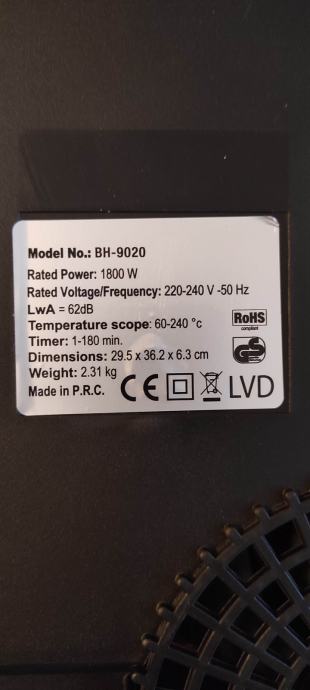 Model No.: BH-9020
Rated Power: 1800 W
Rated Voltage/Frequency: 220-240 V -50 Hz
LwA = 62dB
Temperature scope: 60-240 °c
Timer: 1-180 min.
Dimensions: 29.5 x 36.2 x 6.3 cm
Weight: 2.31 kg
Made in P.R.C.
CE
LVD
RoHS
compliant
GS